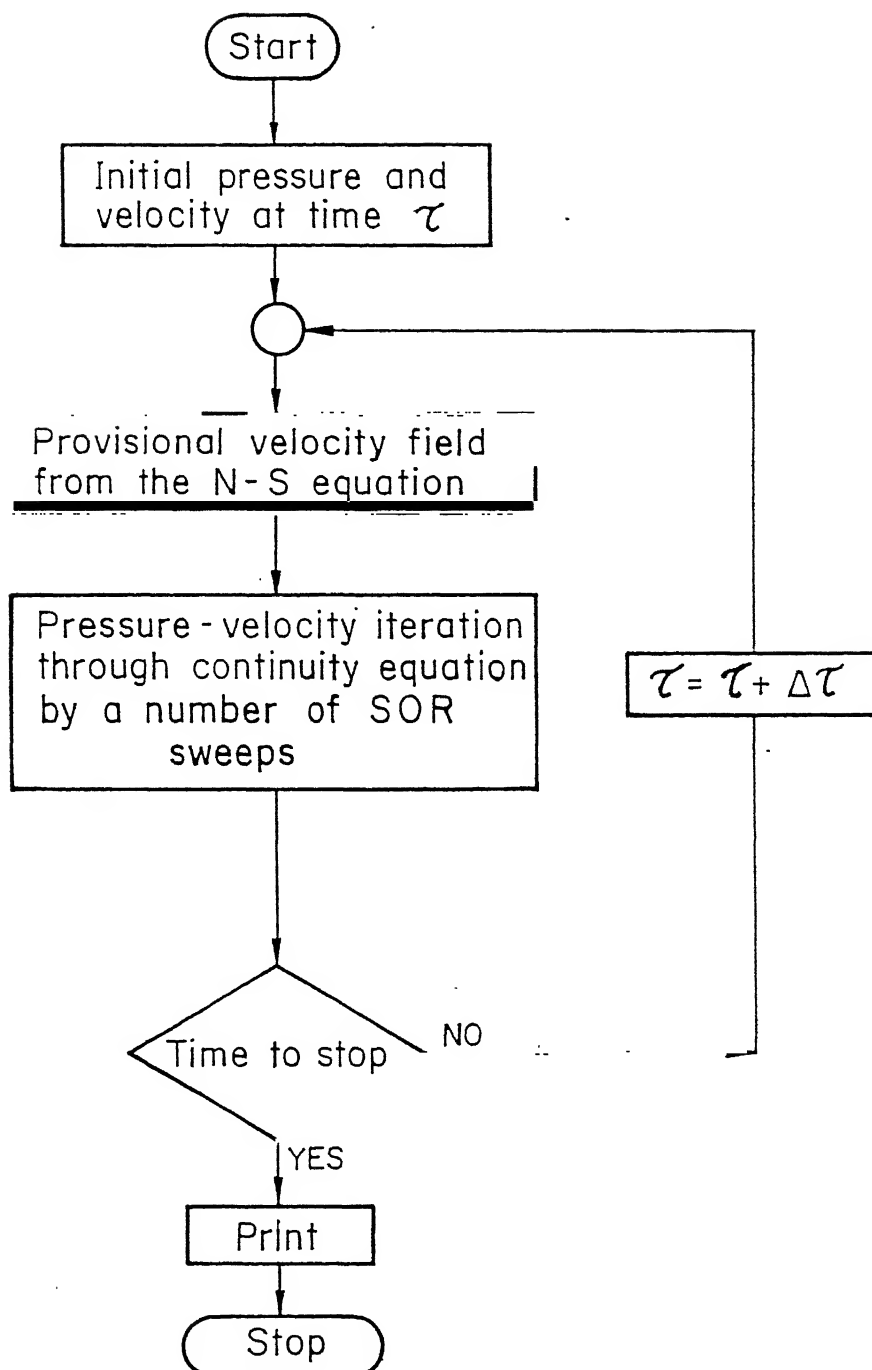 Start
Initial pressure and
velocity at time τ
Provisional velocity field
from the N-S equation
Pressure-velocity iteration
through continuity equation
by a number of SOR
sweeps
τ = τ + Δτ
Time to stop
NO
YES
Print
Stop